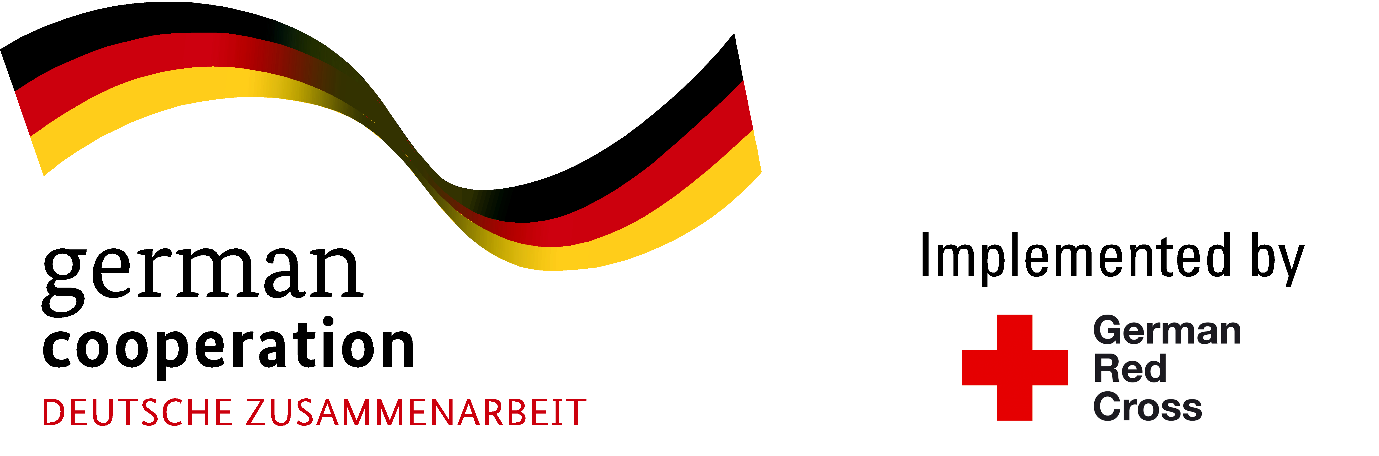 german
cooperation
DEUTSCHE ZUSAMMENARBEIT
Implemented by
German
Red
Cross